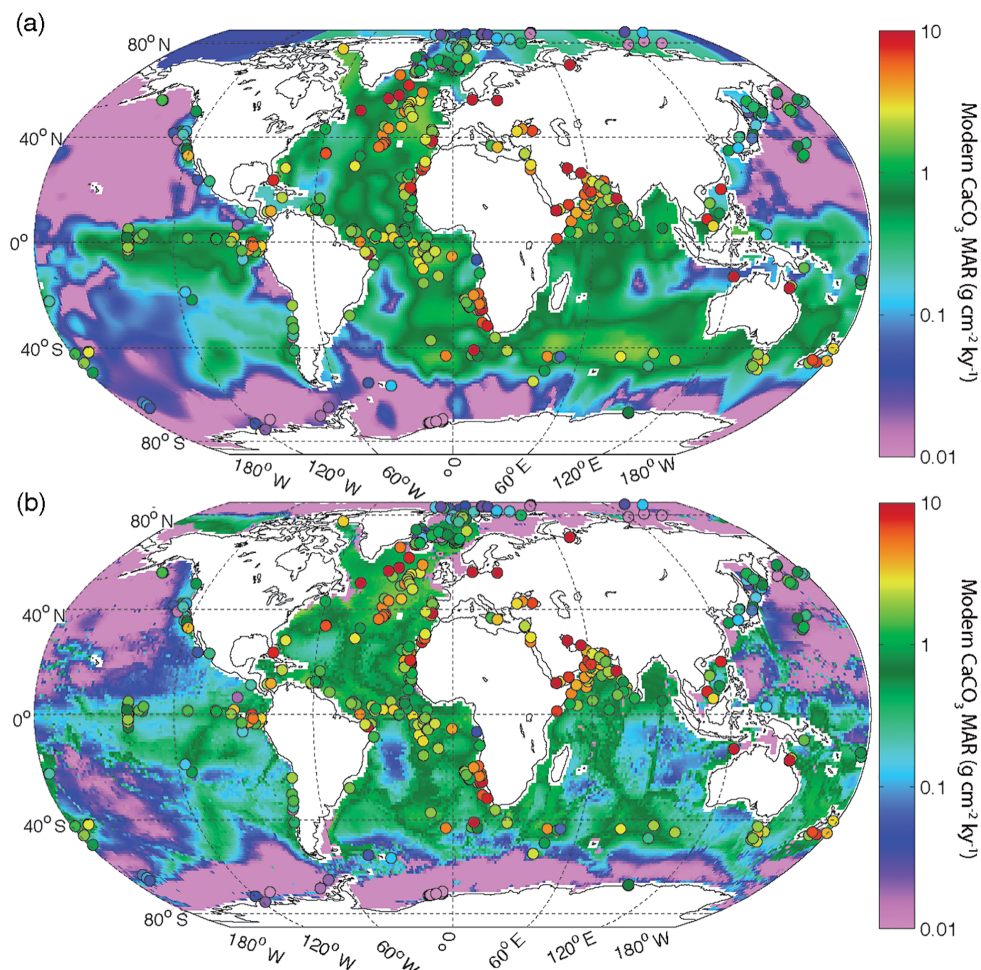 (a)
80° N
40° N
0°
40° S
80° S
180° W
120° W
60° W
0°
60° E
120° E
180° W
10
1
0.1
0.01
Modern CaCO₃ MAR (g cm⁻² ky⁻¹)
(b)
80° N
40° N
0°
40° S
80° S
180° W
120° W
60° W
0°
60° E
120° E
180° W
10
1
0.1
0.01
Modern CaCO₃ MAR (g cm⁻² ky⁻¹)